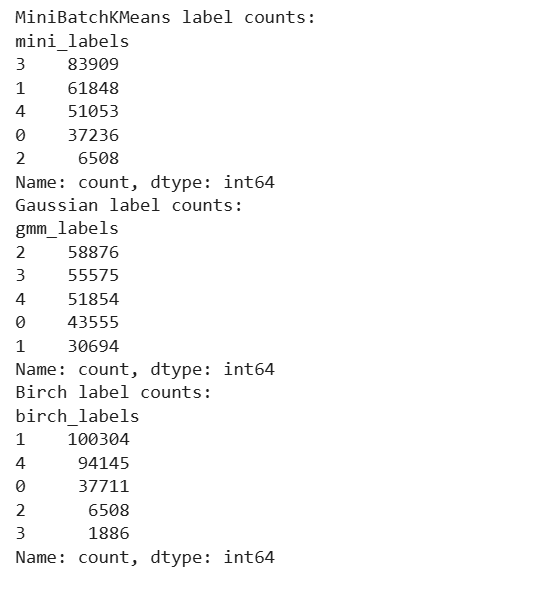 MiniBatchKMeans label counts:
mini_labels
3    83909
1    61848
4    51053
0    37236
2     6508
Name: count, dtype: int64
Gaussian label counts:
gmm_labels
2    58876
3    55575
4    51854
0    43555
1    30694
Name: count, dtype: int64
Birch label counts:
birch_labels
1    100304
4     94145
0     37711
2      6508
3      1886
Name: count, dtype: int64